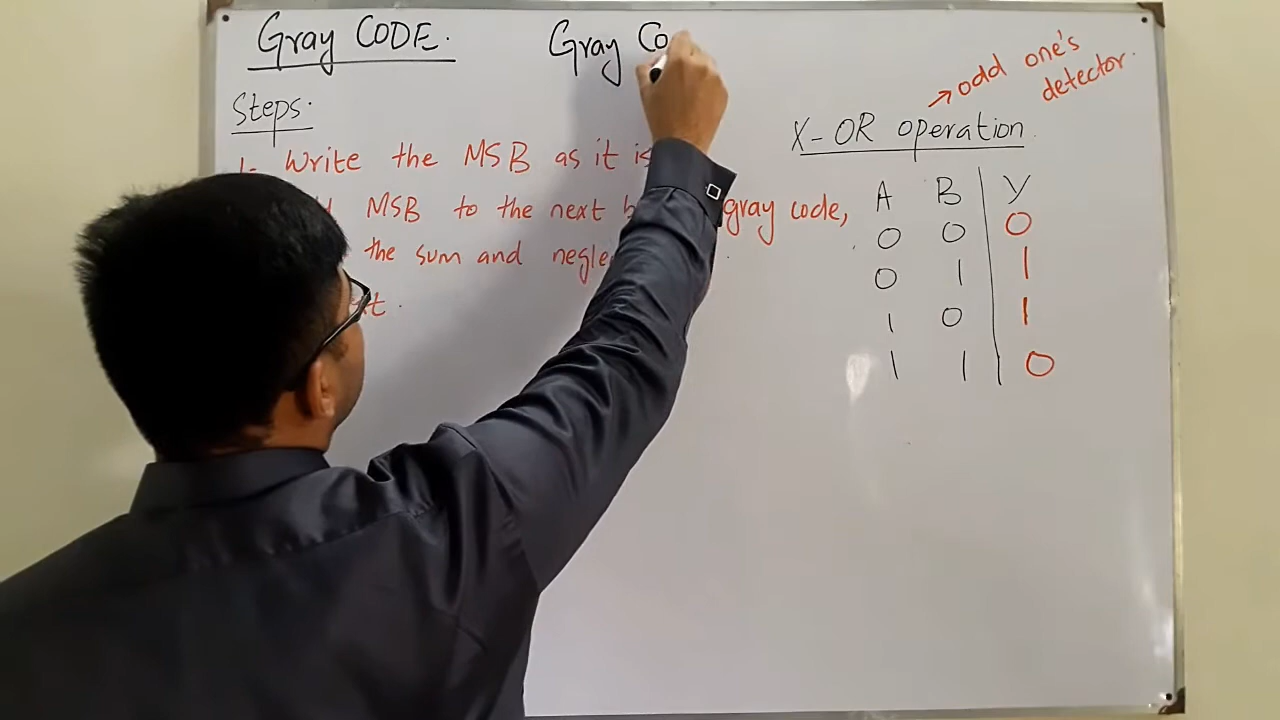 Gray CODE.
Gray Co
Steps.
1. Write the MSB as it is
MSB to the next gray code,
the sum and
→ odd one's
detector.
X-OR operation
A B Y
0 0 0
0 1 1
1 0 1
1 1 0